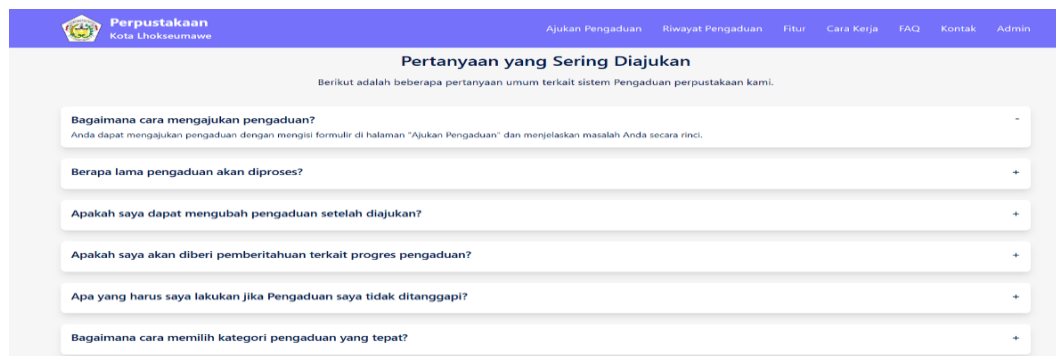 Perpustakaan
Kota Lhokseumawe
Ajukan Pengaduan Riwayat Pengaduan Fitur Cara Kerja FAQ Kontak Admin
Pertanyaan yang Sering Diajukan
Berikut adalah beberapa pertanyaan umum terkait sistem Pengaduan perpustakaan kami.
Bagaimana cara mengajukan pengaduan? -
Anda dapat mengajukan pengaduan dengan mengisi formulir di halaman "Ajukan Pengaduan" dan menjelaskan masalah Anda secara rinci.
Berapa lama pengaduan akan diproses? +
Apakah saya dapat mengubah pengaduan setelah diajukan? +
Apakah saya akan diberi pemberitahuan terkait progres pengaduan? +
Apa yang harus saya lakukan jika Pengaduan saya tidak ditanggapi? +
Bagaimana cara memilih kategori pengaduan yang tepat? +